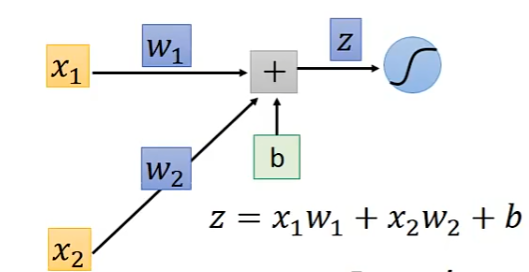 x₁
w₁
+
z
w₂
b
x₂
z = x₁w₁ + x₂w₂ + b